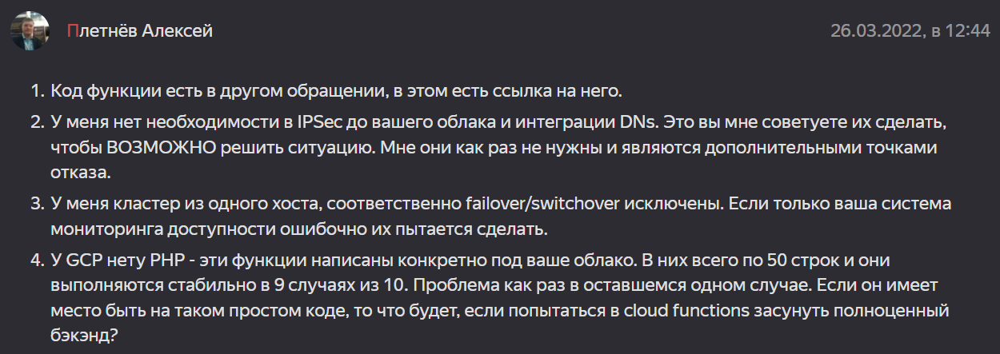 Плетнёв Алексей
26.03.2022, в 12:44
1. Код функции есть в другом обращении, в этом есть ссылка на него.
2. У меня нет необходимости в IPSec до вашего облака и интеграции DNs. Это вы мне советуете их сделать,
чтобы ВОЗМОЖНО решить ситуацию. Мне они как раз не нужны и являются дополнительными точками
отказа.
3. У меня кластер из одного хоста, соответственно failover/switchover исключены. Если только ваша система
мониторинга доступности ошибочно их пытается сделать.
4. У GCP нету PHP - эти функции написаны конкретно под ваше облако. В них всего по 50 строк и они
выполняются стабильно в 9 случаях из 10. Проблема как раз в оставшемся одном случае. Если он имеет
место быть на таком простом коде, то что будет, если попытаться в cloud functions засунуть полноценный
бэкэнд?